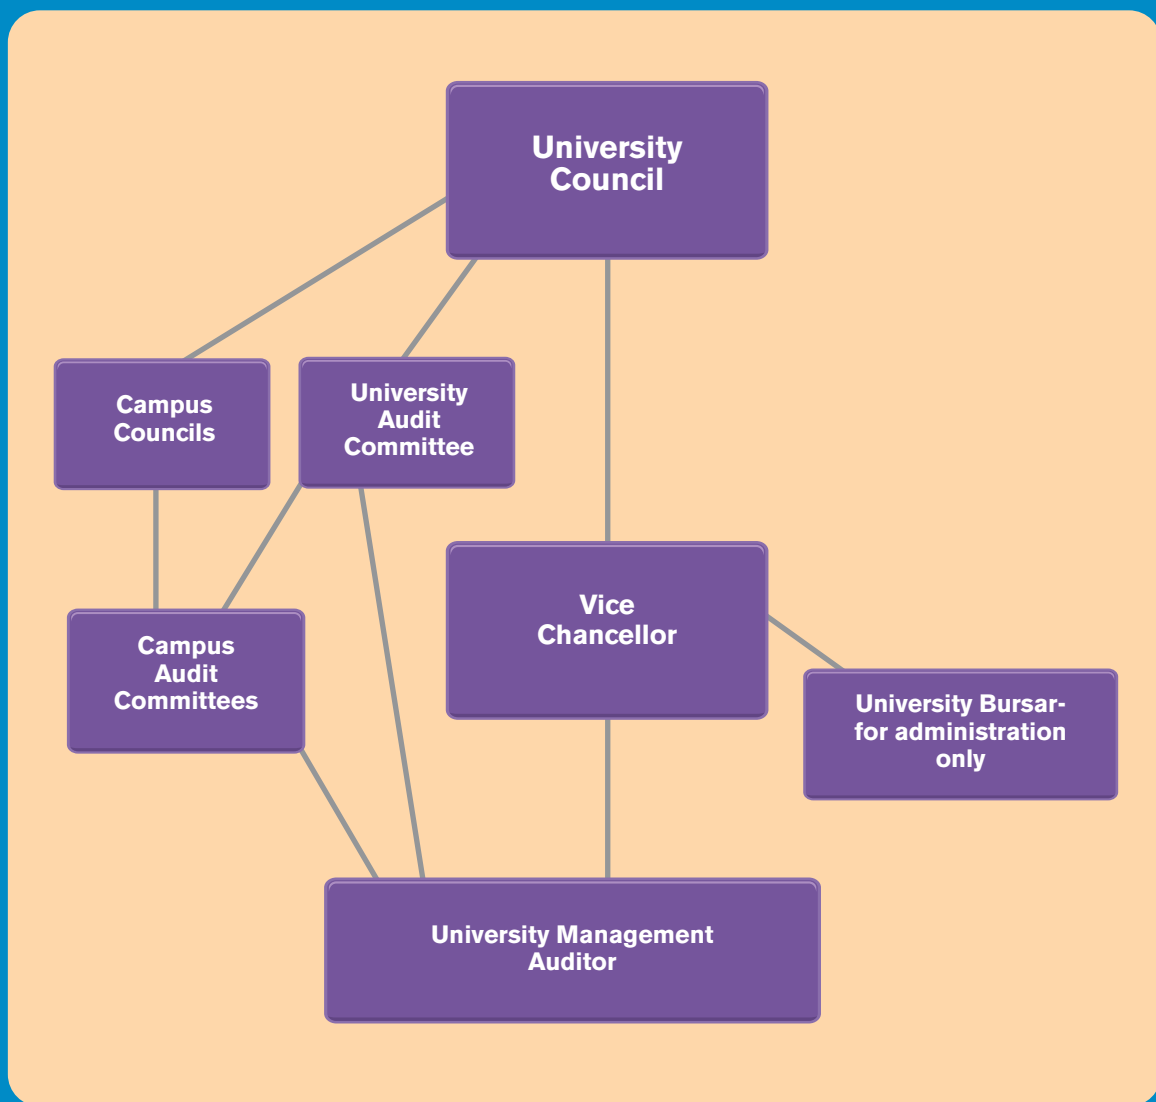 University
Council
Campus
Councils
University
Audit
Committee
Vice
Chancellor
Campus
Audit
Committees
University Bursar-
for administration
only
University Management
Auditor